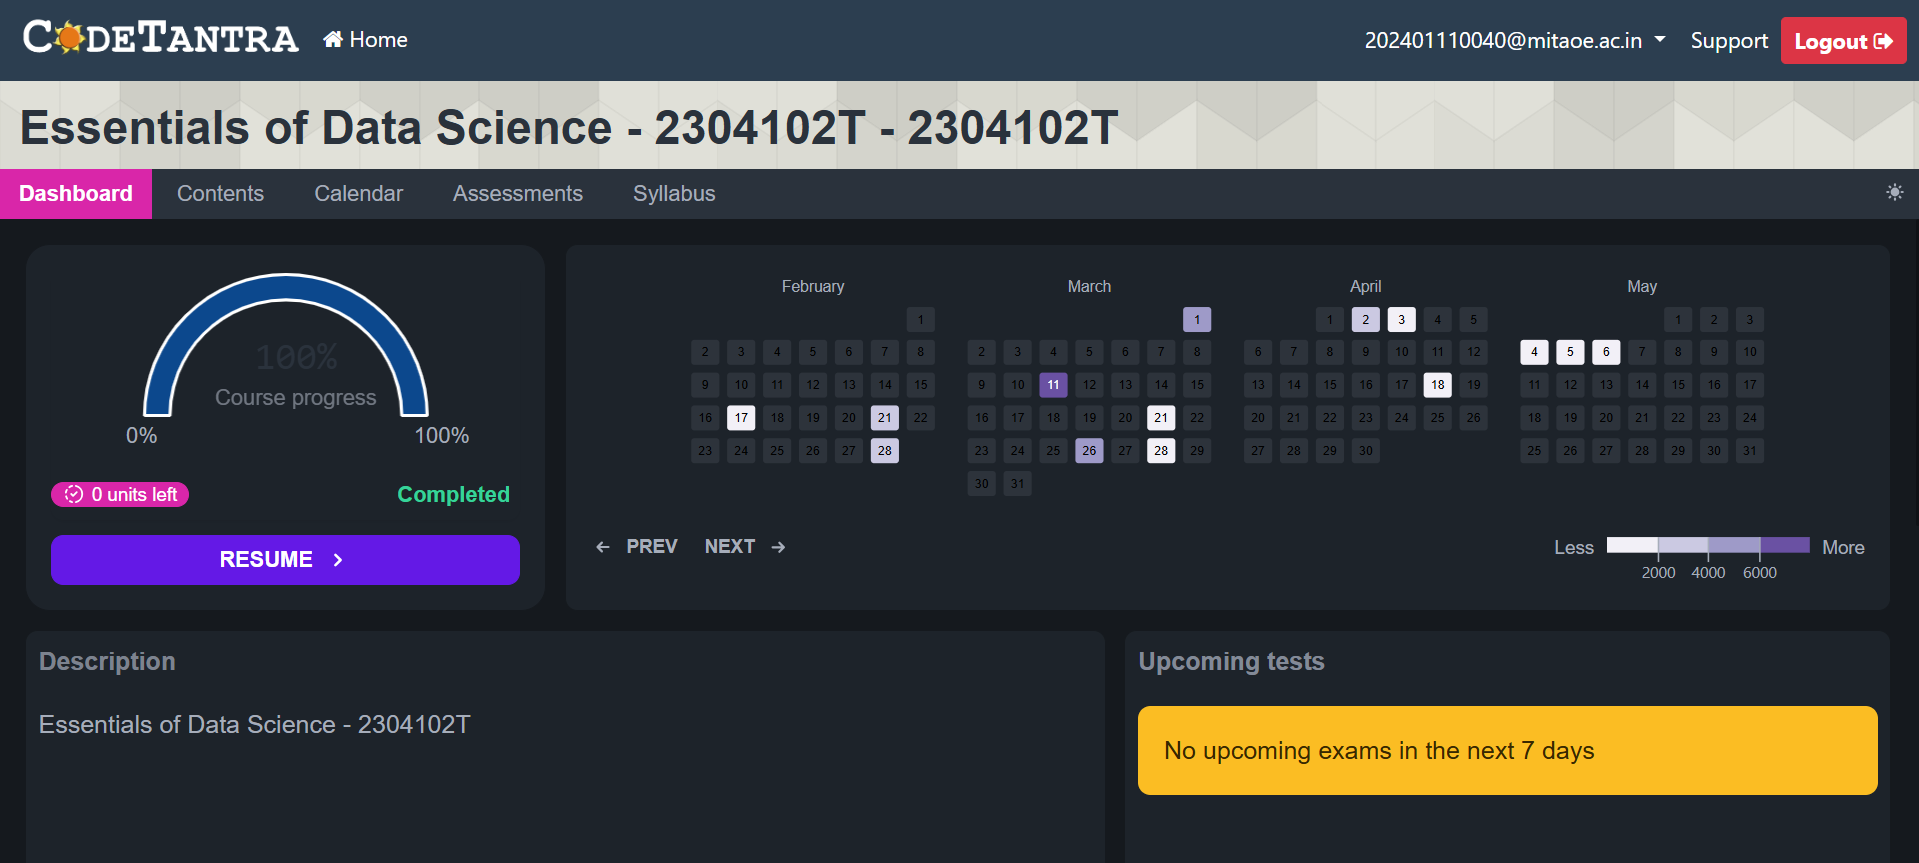 CODETANTRA Home 202401110040@mitaoe.ac.in Support Logout
Essentials of Data Science - 2304102T - 2304102T
Dashboard Contents Calendar Assessments Syllabus
100%
Course progress
0% 100%
0 units left Completed
RESUME
February
1
2 3 4 5 6 7 8
9 10 11 12 13 14 15
16 17 18 19 20 21 22
23 24 25 26 27 28
March
1
2 3 4 5 6 7 8
9 10 11 12 13 14 15
16 17 18 19 20 21 22
23 24 25 26 27 28 29
30 31
April
1 2 3 4 5
6 7 8 9 10 11 12
13 14 15 16 17 18 19
20 21 22 23 24 25 26
27 28 29 30
May
1 2 3
4 5 6 7 8 9 10
11 12 13 14 15 16 17
18 19 20 21 22 23 24
25 26 27 28 29 30 31
PREV NEXT
Less More
2000 4000 6000
Description
Essentials of Data Science - 2304102T
Upcoming tests
No upcoming exams in the next 7 days